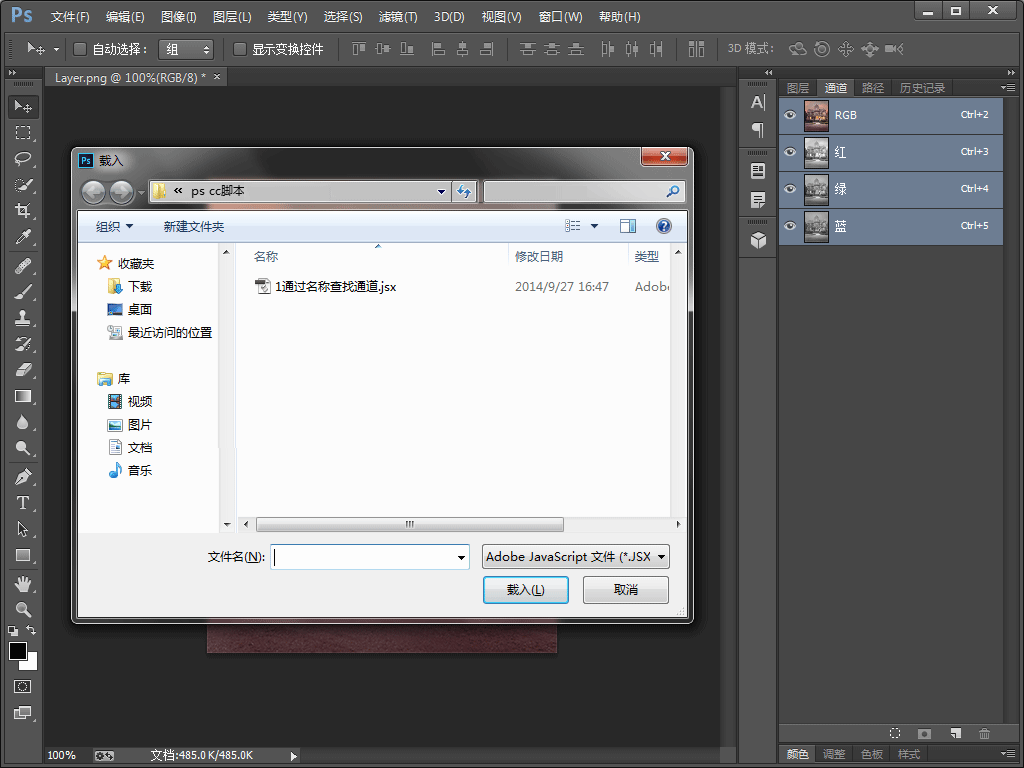 Ps 文件(F) 编辑(E) 图像(I) 图层(L) 类型(Y) 选择(S) 滤镜(T) 3D(D) 视图(V) 窗口(W) 帮助(H)
自动选择： 组 显示变换控件 3D 模式：
Layer.png @ 100%(RGB/8) * ×
图层 通道 路径 历史记录
RGB Ctrl+2
红 Ctrl+3
绿 Ctrl+4
蓝 Ctrl+5
Ps 载入
« ps cc脚本
组织 新建文件夹
收藏夹
下载
桌面
最近访问的位置
库
视频
图片
文档
音乐
名称 修改日期 类型
1通过名称查找通道.jsx 2014/9/27 16:47 Adob
文件名(N): Adobe JavaScript 文件 (*.JSX
载入(L) 取消
100% 文档:485.0K/485.0K
颜色 调整 色板 样式